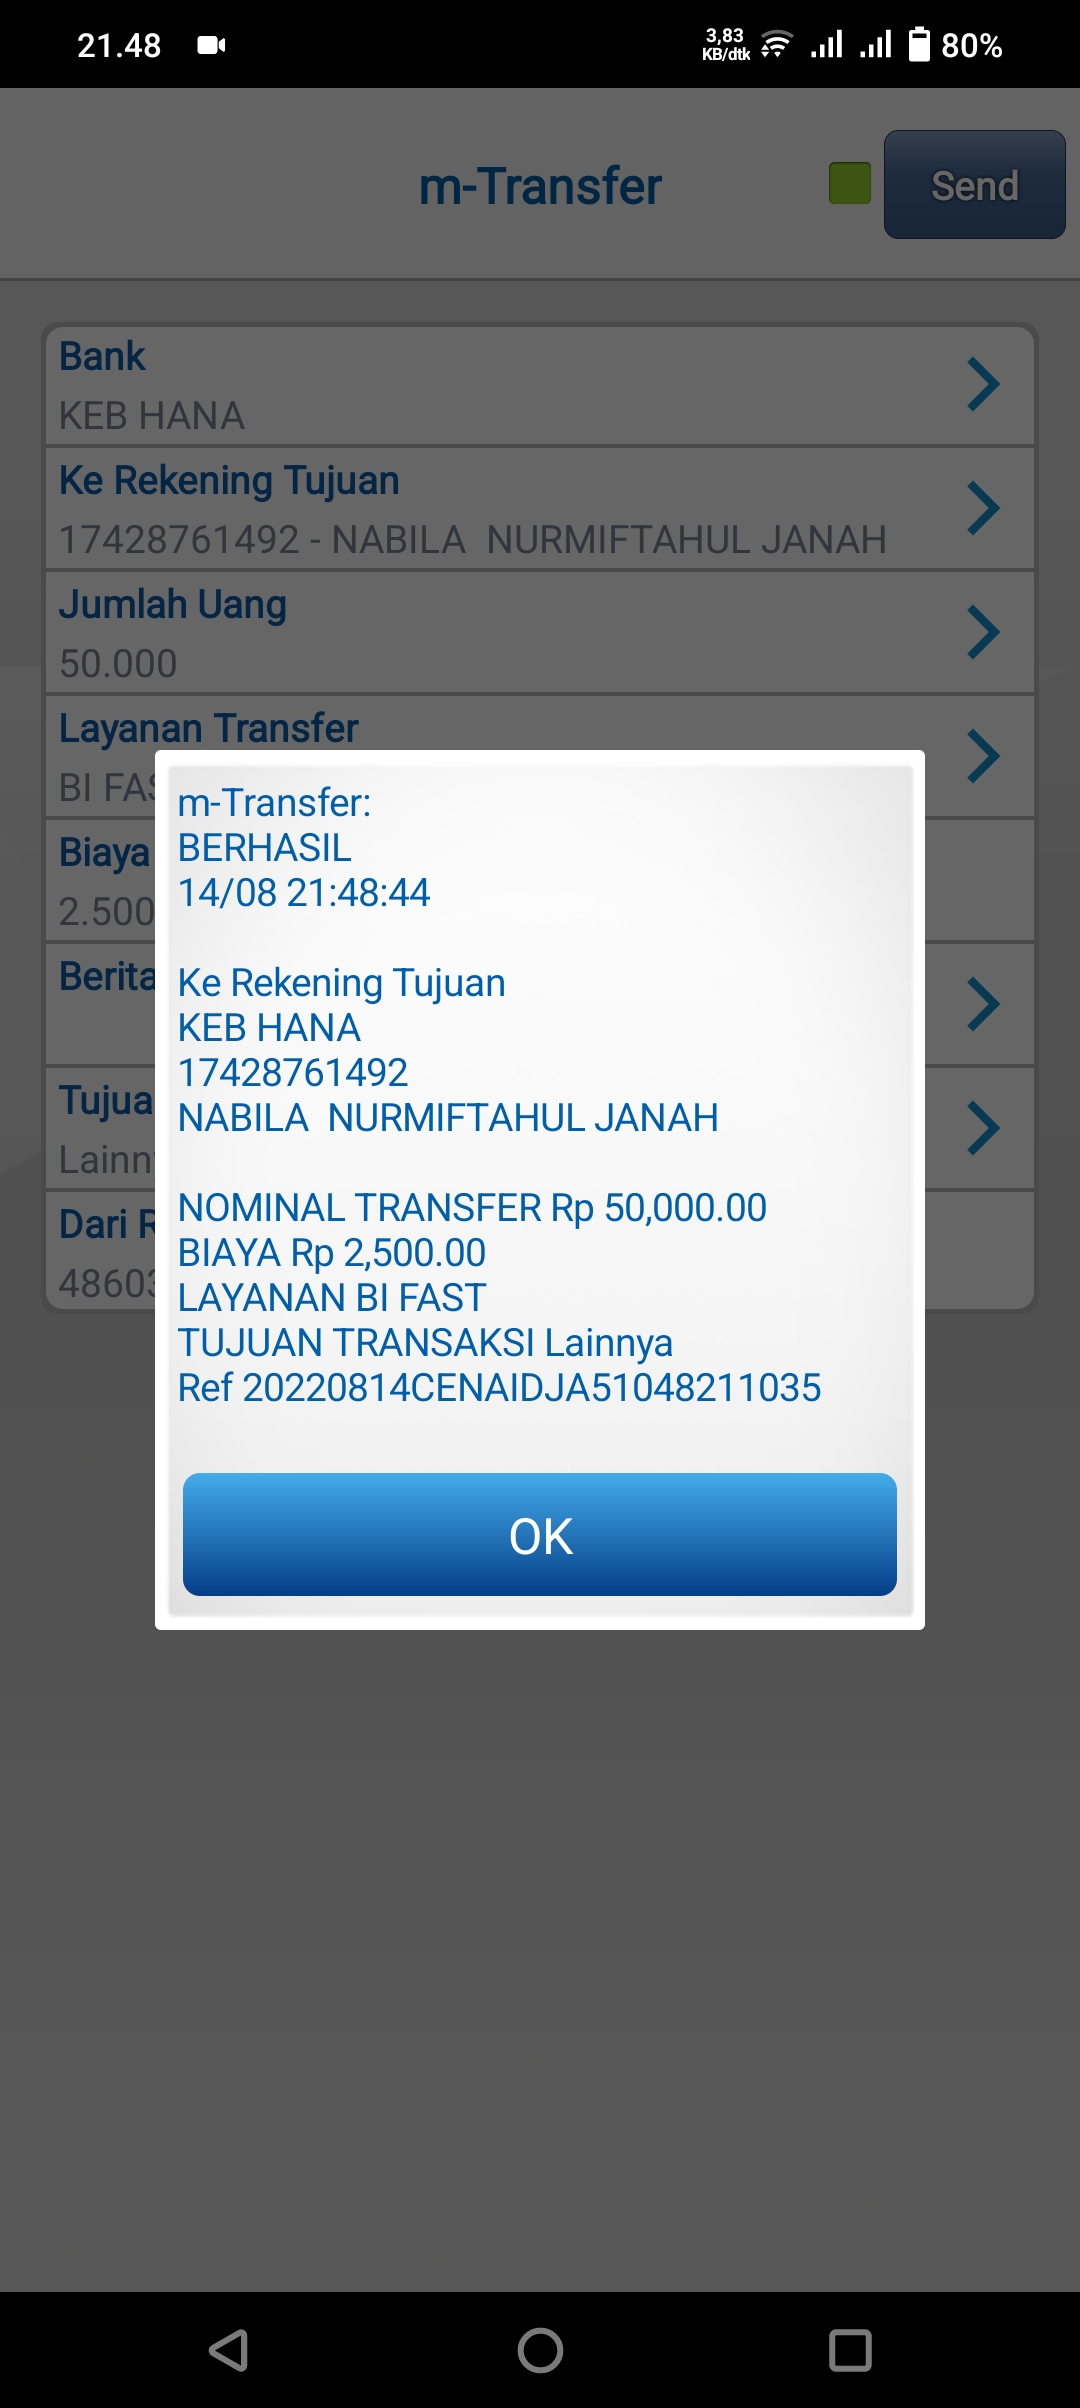 21.48
3,83
KB/dtk
80%
m-Transfer
Send
Bank
KEB HANA
Ke Rekening Tujuan
17428761492 - NABILA  NURMIFTAHUL JANAH
Jumlah Uang
50.000
Layanan Transfer
BI FAS
Biaya
2.500
Berita
Tujua
Lainn
Dari R
48603
m-Transfer:
BERHASIL
14/08 21:48:44
Ke Rekening Tujuan
KEB HANA
17428761492
NABILA  NURMIFTAHUL JANAH
NOMINAL TRANSFER Rp 50,000.00
BIAYA Rp 2,500.00
LAYANAN BI FAST
TUJUAN TRANSAKSI Lainnya
Ref 20220814CENAIDJA51048211035
OK